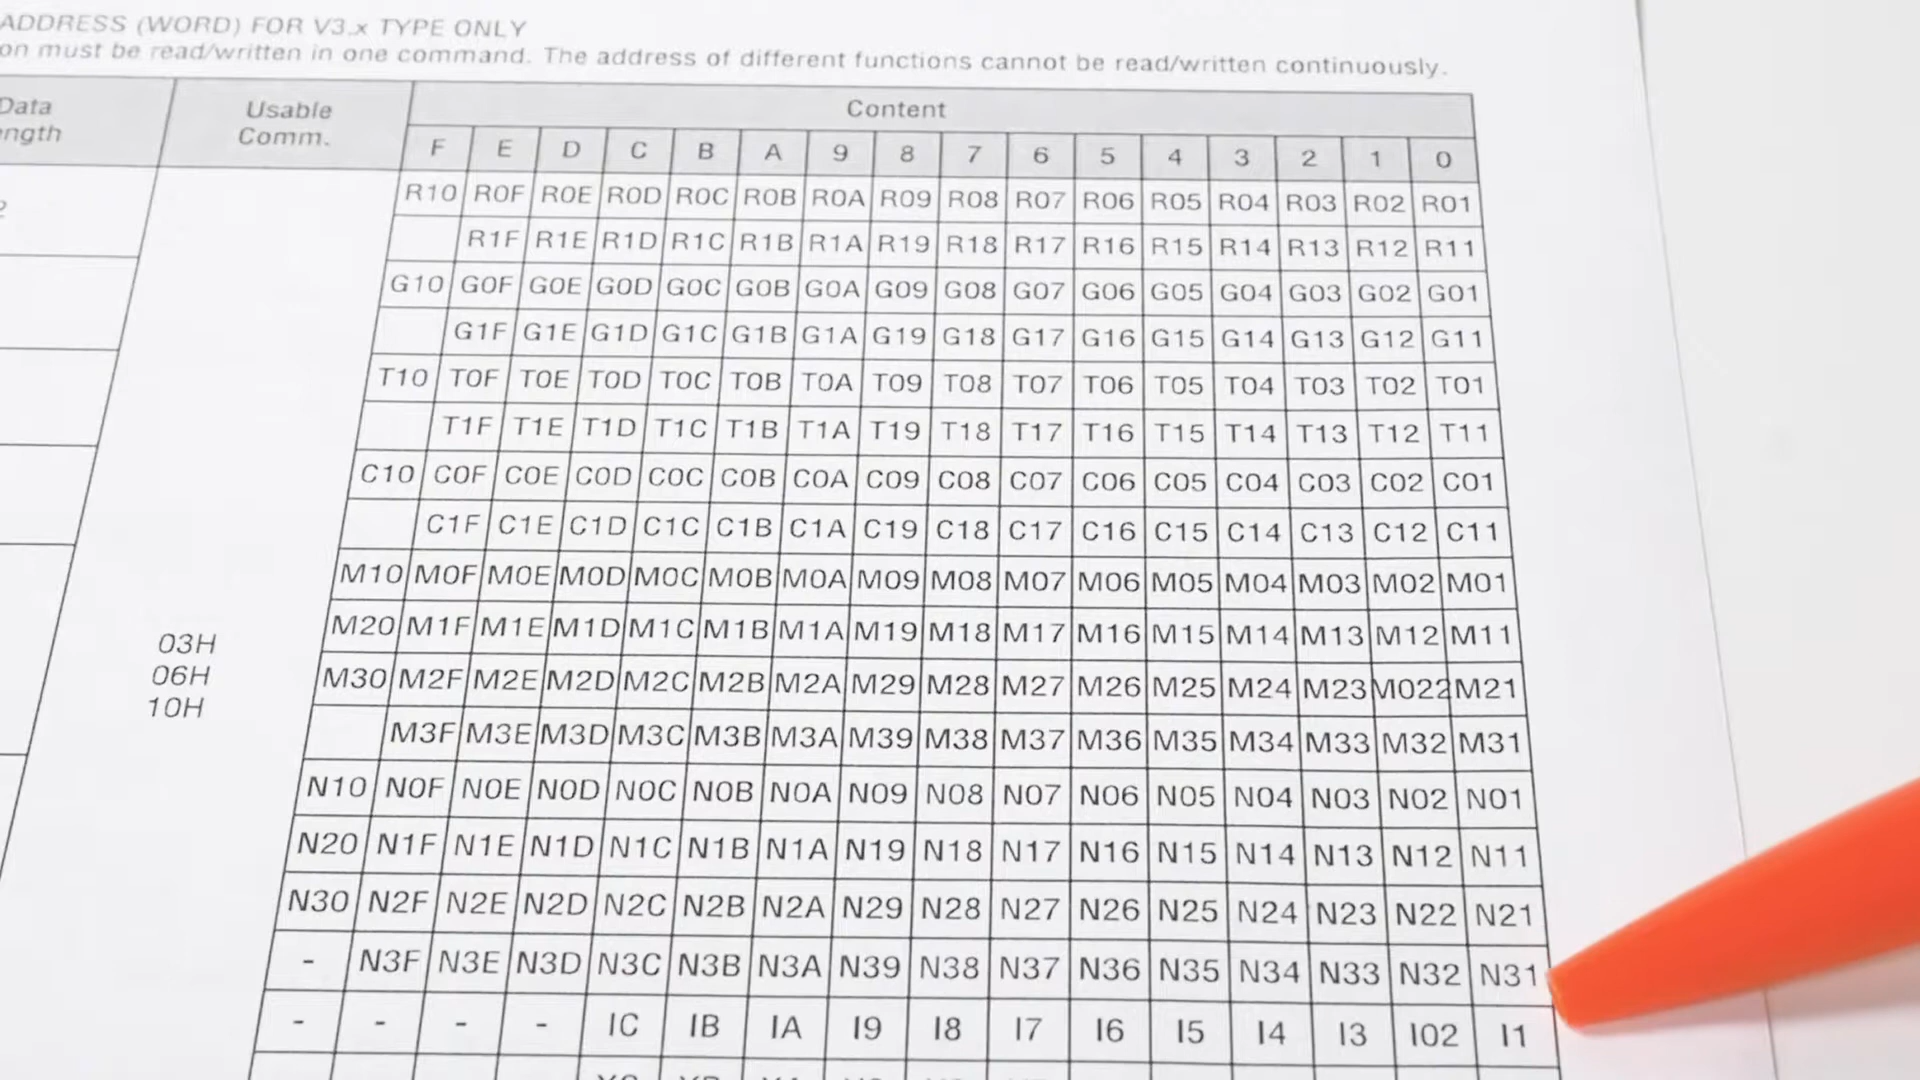 ADDRESS (WORD) FOR V3.x TYPE ONLY
on must be read/written in one command. The address of different functions cannot be read/written continuously.
Data Usable Content
ngth Comm. F E D C B A 9 8 7 6 5 4 3 2 1 0
2 R10 R0F R0E R0D R0C R0B R0A R09 R08 R07 R06 R05 R04 R03 R02 R01
R1F R1E R1D R1C R1B R1A R19 R18 R17 R16 R15 R14 R13 R12 R11
G10 G0F G0E G0D G0C G0B G0A G09 G08 G07 G06 G05 G04 G03 G02 G01
G1F G1E G1D G1C G1B G1A G19 G18 G17 G16 G15 G14 G13 G12 G11
T10 T0F T0E T0D T0C T0B T0A T09 T08 T07 T06 T05 T04 T03 T02 T01
T1F T1E T1D T1C T1B T1A T19 T18 T17 T16 T15 T14 T13 T12 T11
C10 C0F C0E C0D C0C C0B C0A C09 C08 C07 C06 C05 C04 C03 C02 C01
C1F C1E C1D C1C C1B C1A C19 C18 C17 C16 C15 C14 C13 C12 C11
M10 M0F M0E M0D M0C M0B M0A M09 M08 M07 M06 M05 M04 M03 M02 M01
03H M20 M1F M1E M1D M1C M1B M1A M19 M18 M17 M16 M15 M14 M13 M12 M11
06H M30 M2F M2E M2D M2C M2B M2A M29 M28 M27 M26 M25 M24 M23 M022 M21
10H M3F M3E M3D M3C M3B M3A M39 M38 M37 M36 M35 M34 M33 M32 M31
N10 N0F N0E N0D N0C N0B N0A N09 N08 N07 N06 N05 N04 N03 N02 N01
N20 N1F N1E N1D N1C N1B N1A N19 N18 N17 N16 N15 N14 N13 N12 N11
N30 N2F N2E N2D N2C N2B N2A N29 N28 N27 N26 N25 N24 N23 N22 N21
- N3F N3E N3D N3C N3B N3A N39 N38 N37 N36 N35 N34 N33 N32 N31
- - - - IC IB IA I9 I8 I7 I6 I5 I4 I3 I02 I1